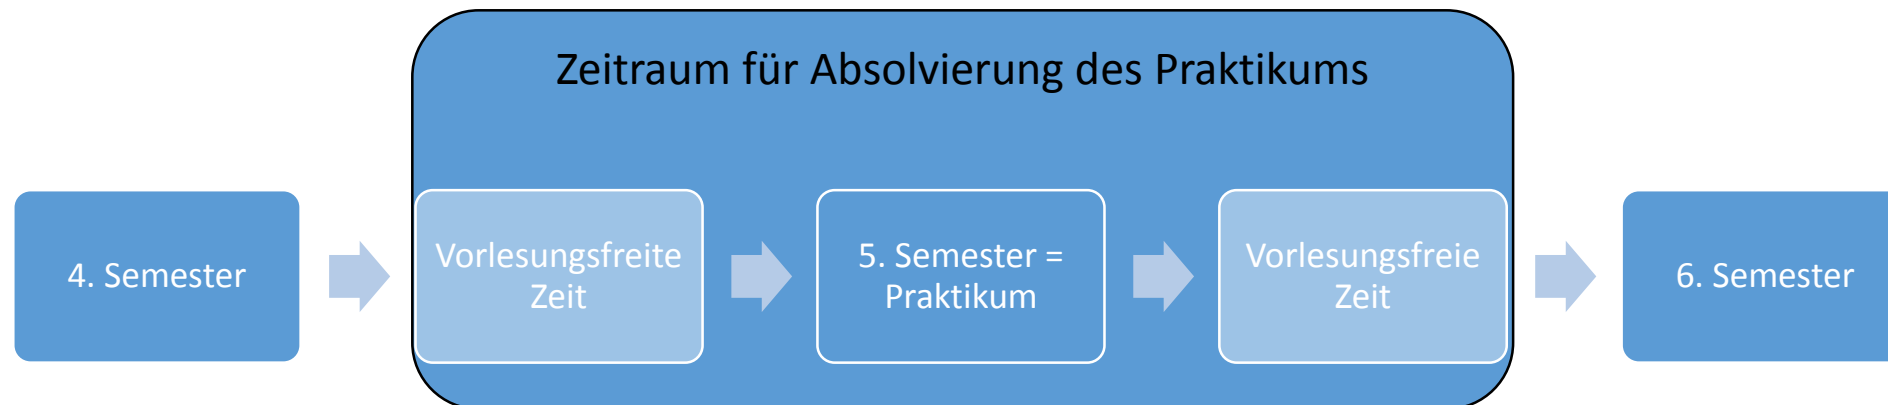 Zeitraum für Absolvierung des Praktikums
4. Semester
Vorlesungsfreite
Zeit
5. Semester =
Praktikum
Vorlesungsfreie
Zeit
6. Semester